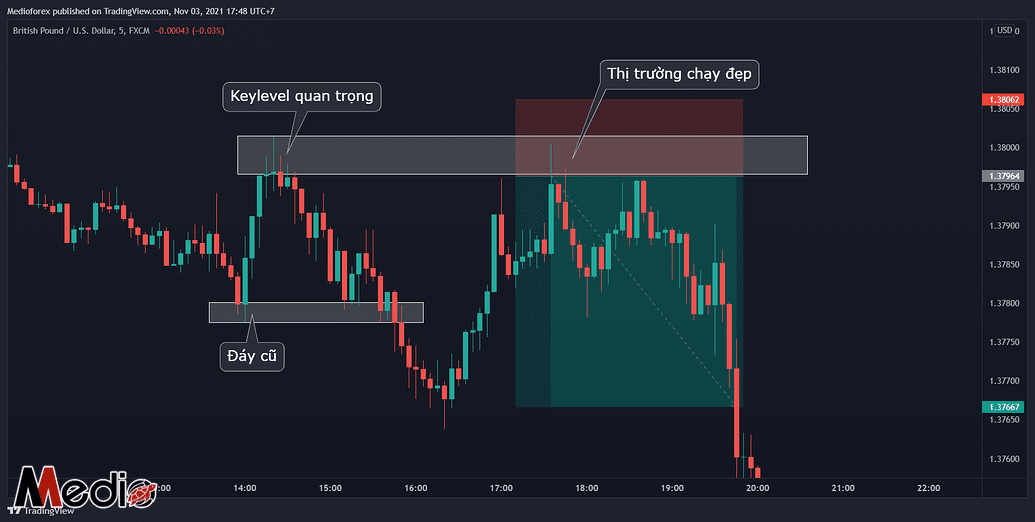 Medioforex published on TradingView.com, Nov 03, 2021 17:48 UTC+7
British Pound / U.S. Dollar, 5, FXCM −0.00043 (−0.03%)
USD
Thị trường chạy đẹp
Keylevel quan trọng
Đáy cũ
1.38100
1.38062
1.38050
1.38000
1.37964
1.37950
1.37900
1.37850
1.37800
1.37750
1.37700
1.37667
1.37650
1.37600
14:00 15:00 16:00 17:00 18:00 19:00 20:00 21:00 22:00
Medio
TradingView